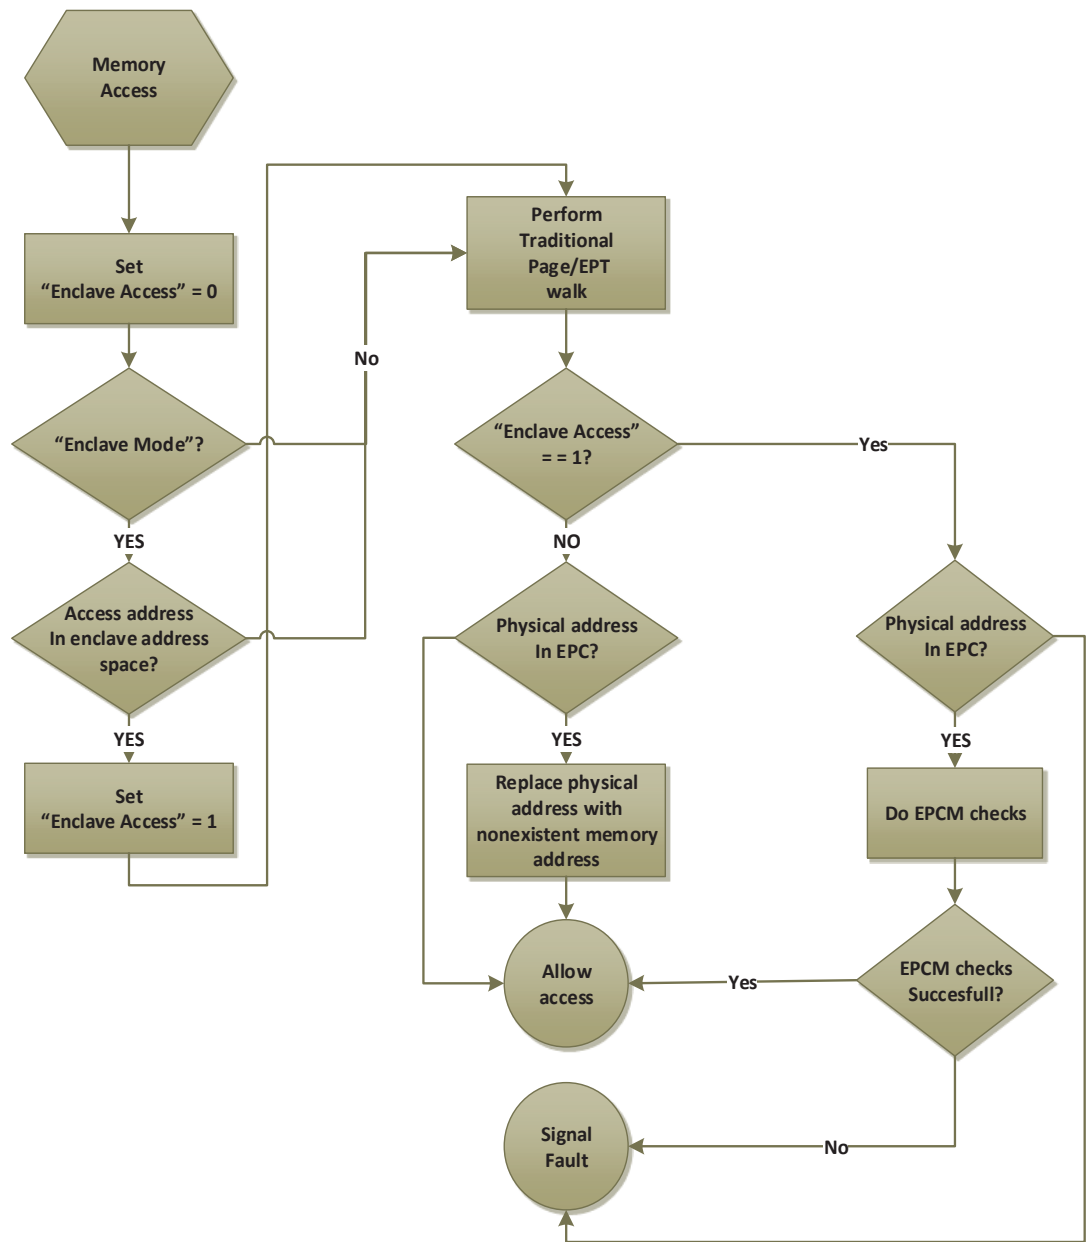 Memory
Access
Set
“Enclave Access” = 0
“Enclave Mode”?
YES
Access address
In enclave address
space?
YES
Set
“Enclave Access” = 1
No
Perform
Traditional
Page/EPT
walk
“Enclave Access”
= = 1?
Yes
NO
Physical address
In EPC?
YES
Replace physical
address with
nonexistent memory
address
Allow
access
Physical address
In EPC?
YES
Do EPCM checks
EPCM checks
Succesfull?
Yes
No
Signal
Fault